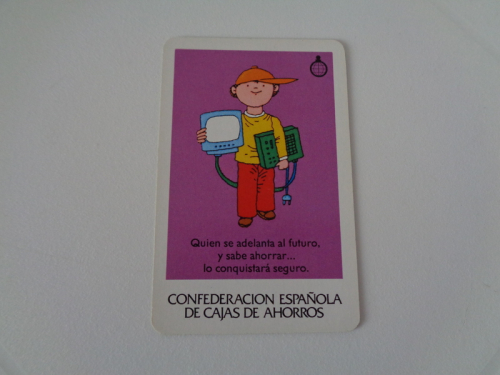 Quien se adelanta al futuro,
y sabe ahorrar...
lo conquistará seguro.
CONFEDERACION ESPAÑOLA
DE CAJAS DE AHORROS